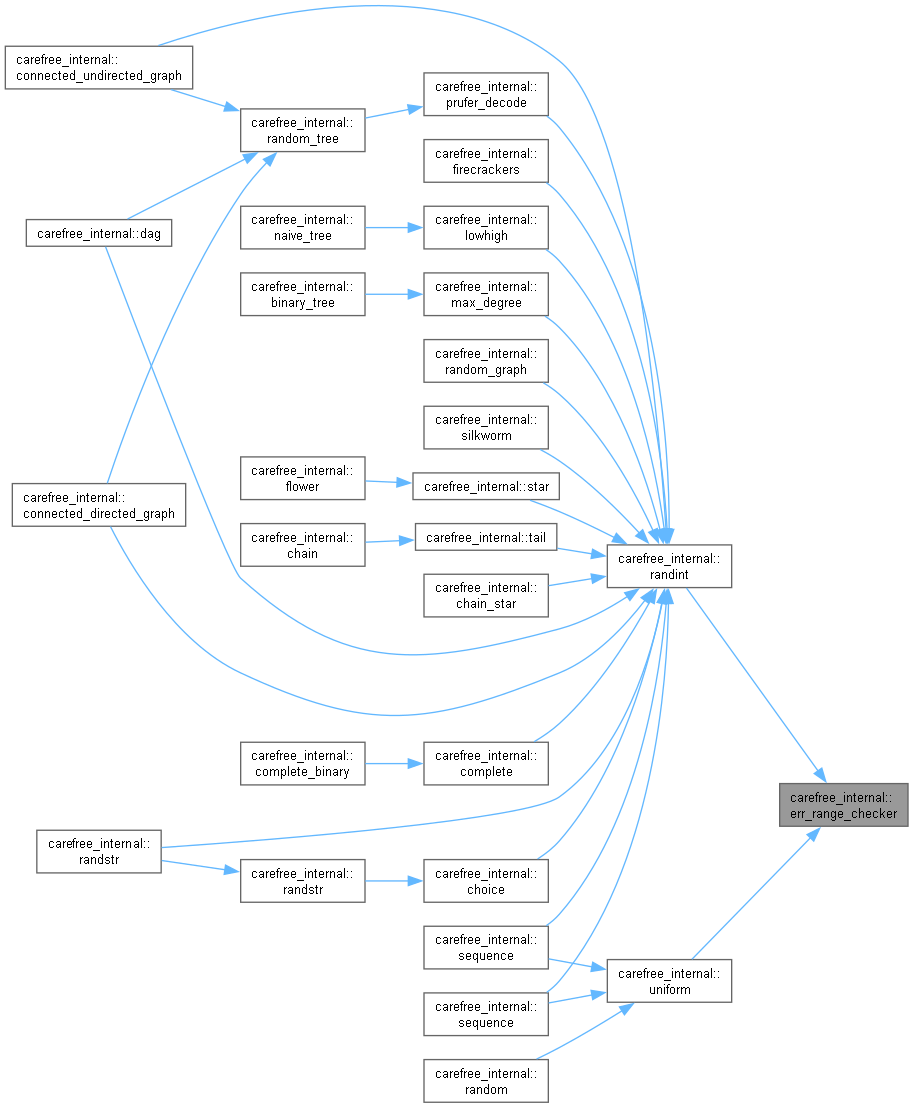 carefree_internal::
connected_undirected_graph
carefree_internal::
prufer_decode
carefree_internal::
random_tree
carefree_internal::
firecrackers
carefree_internal::dag
carefree_internal::
naive_tree
carefree_internal::
lowhigh
carefree_internal::
binary_tree
carefree_internal::
max_degree
carefree_internal::
random_graph
carefree_internal::
silkworm
carefree_internal::
flower
carefree_internal::star
carefree_internal::
connected_directed_graph
carefree_internal::
chain
carefree_internal::tail
carefree_internal::
randint
carefree_internal::
chain_star
carefree_internal::
complete_binary
carefree_internal::
complete
carefree_internal::
err_range_checker
carefree_internal::
randstr
carefree_internal::
randstr
carefree_internal::
choice
carefree_internal::
sequence
carefree_internal::
uniform
carefree_internal::
sequence
carefree_internal::
random